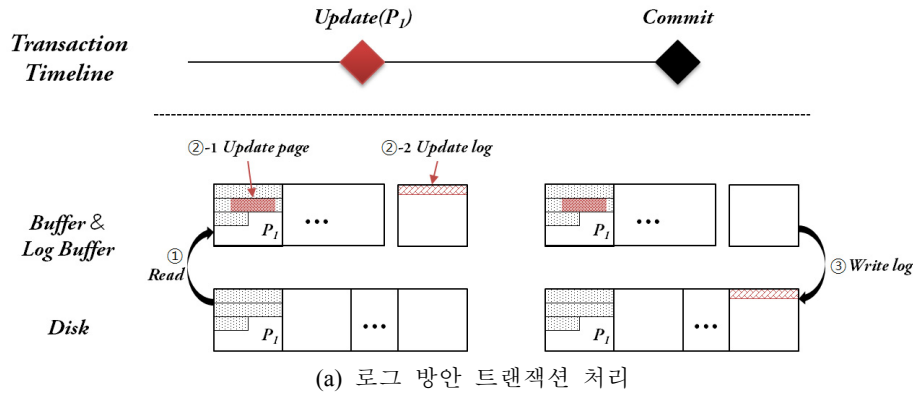 Transaction
Timeline
Update(P1)
Commit
②-1 Update page
②-2 Update log
Buffer &
Log Buffer
P1
...
P1
...
①
Read
③ Write log
Disk
P1
...
P1
...
(a) 로그 방안 트랜잭션 처리